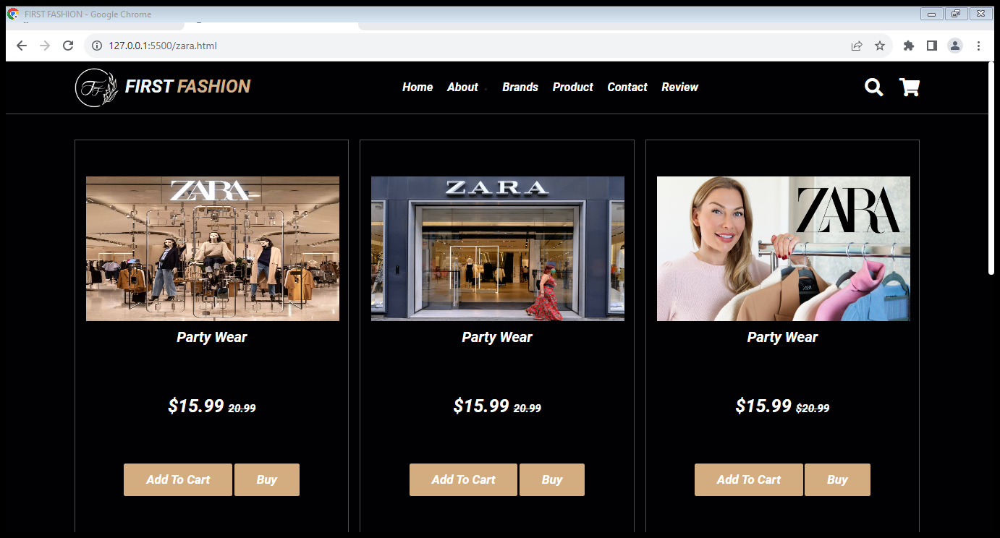 FIRST FASHION - Google Chrome
127.0.0.1:5500/zara.html
FIRST FASHION
Home About Brands Product Contact Review
ZARA
ZARA
ZARA
ZARA
Party Wear
Party Wear
Party Wear
$15.99 20.99
$15.99 20.99
$15.99 $20.99
Add To Cart Buy
Add To Cart Buy
Add To Cart Buy